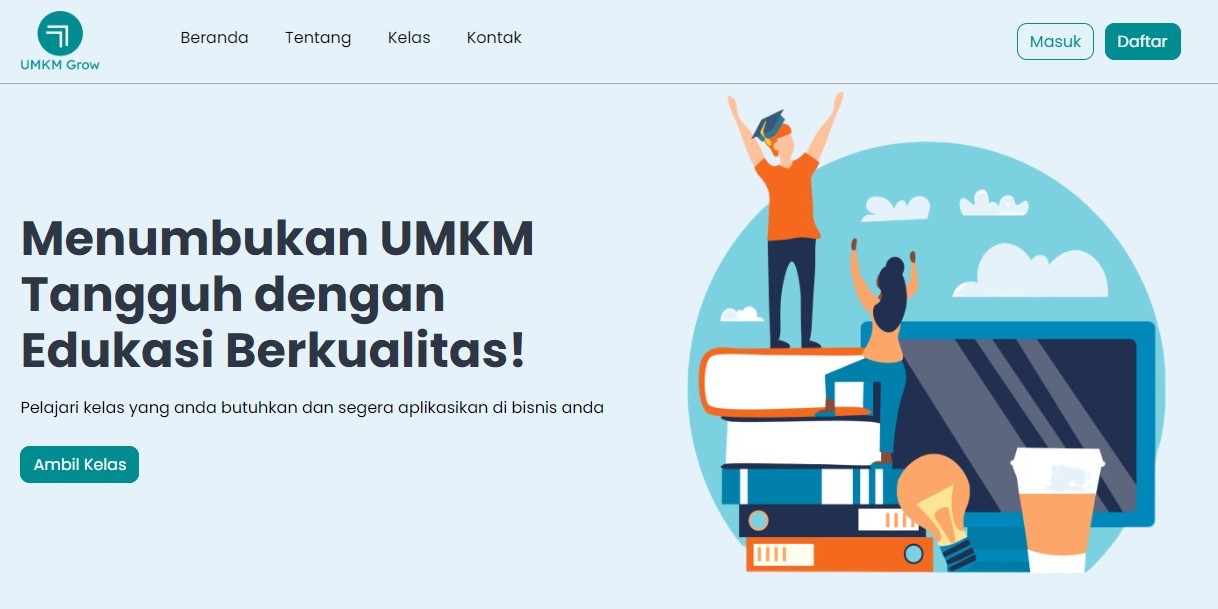 UMKM Grow
Beranda Tentang Kelas Kontak
Masuk Daftar
Menumbukan UMKM
Tangguh dengan
Edukasi Berkualitas!
Pelajari kelas yang anda butuhkan dan segera aplikasikan di bisnis anda
Ambil Kelas